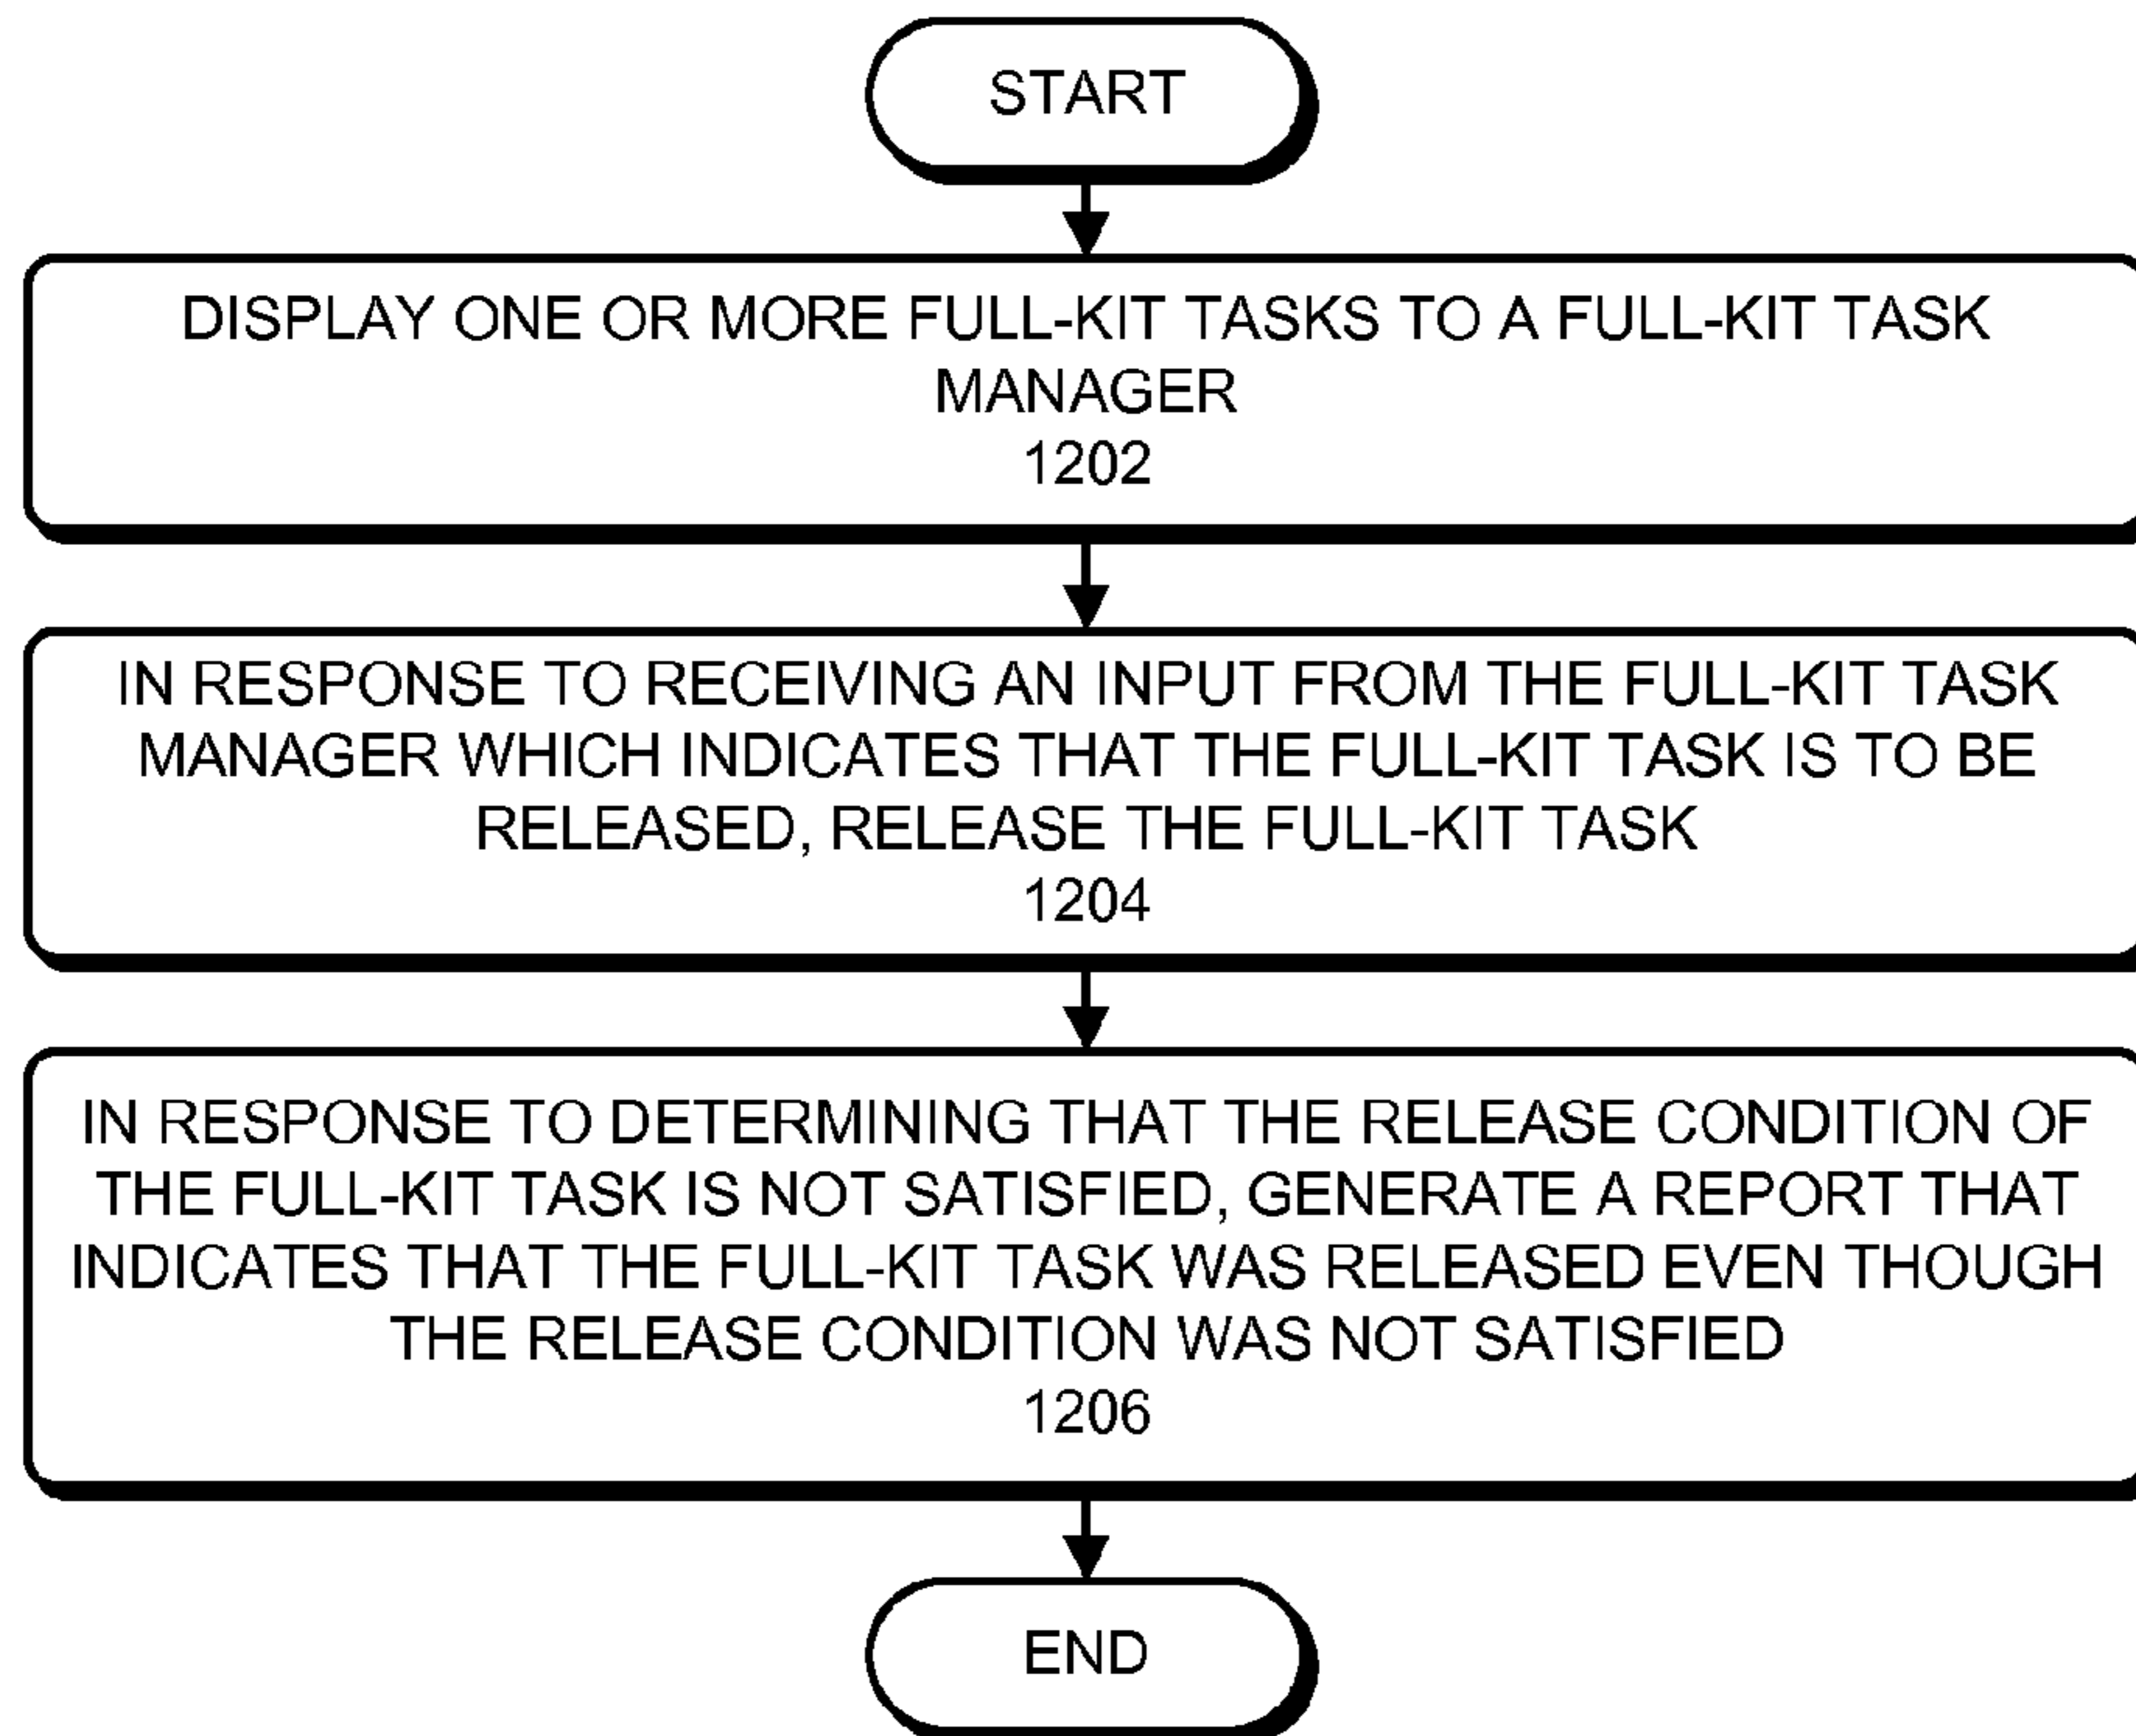 START
DISPLAY ONE OR MORE FULL-KIT TASKS TO A FULL-KIT TASK
MANAGER
1202
IN RESPONSE TO RECEIVING AN INPUT FROM THE FULL-KIT TASK
MANAGER WHICH INDICATES THAT THE FULL-KIT TASK IS TO BE
RELEASED, RELEASE THE FULL-KIT TASK
1204
IN RESPONSE TO DETERMINING THAT THE RELEASE CONDITION OF
THE FULL-KIT TASK IS NOT SATISFIED, GENERATE A REPORT THAT
INDICATES THAT THE FULL-KIT TASK WAS RELEASED EVEN THOUGH
THE RELEASE CONDITION WAS NOT SATISFIED
1206
END